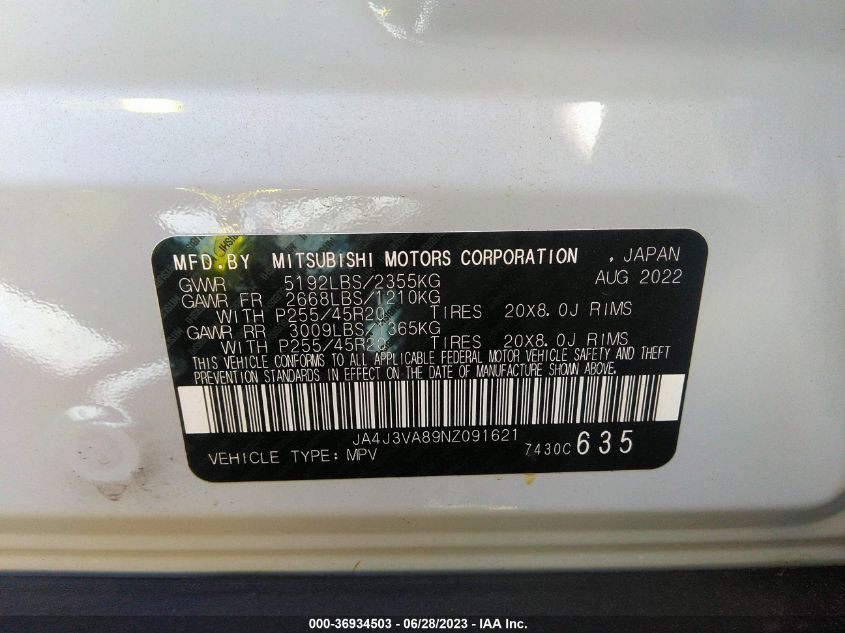 MFD.BY MITSUBISHI MOTORS CORPORATION , JAPAN
GVWR 5192LBS/2355KG AUG 2022
GAWR FR 2668LBS/1210KG
WITH P255/45R20 TIRES 20X8.0J RIMS
GAWR RR 3009LBS/1365KG
WITH P255/45R20 TIRES 20X8.0J RIMS
THIS VEHICLE CONFORMS TO ALL APPLICABLE FEDERAL MOTOR VEHICLE SAFETY AND THEFT
PREVENTION STANDARDS IN EFFECT ON THE DATE OF MANUFACTURE SHOWN ABOVE.
JA4J3VA89NZ091621
VEHICLE TYPE: MPV 7430C 635
000-36934503 - 06/28/2023 - IAA Inc.